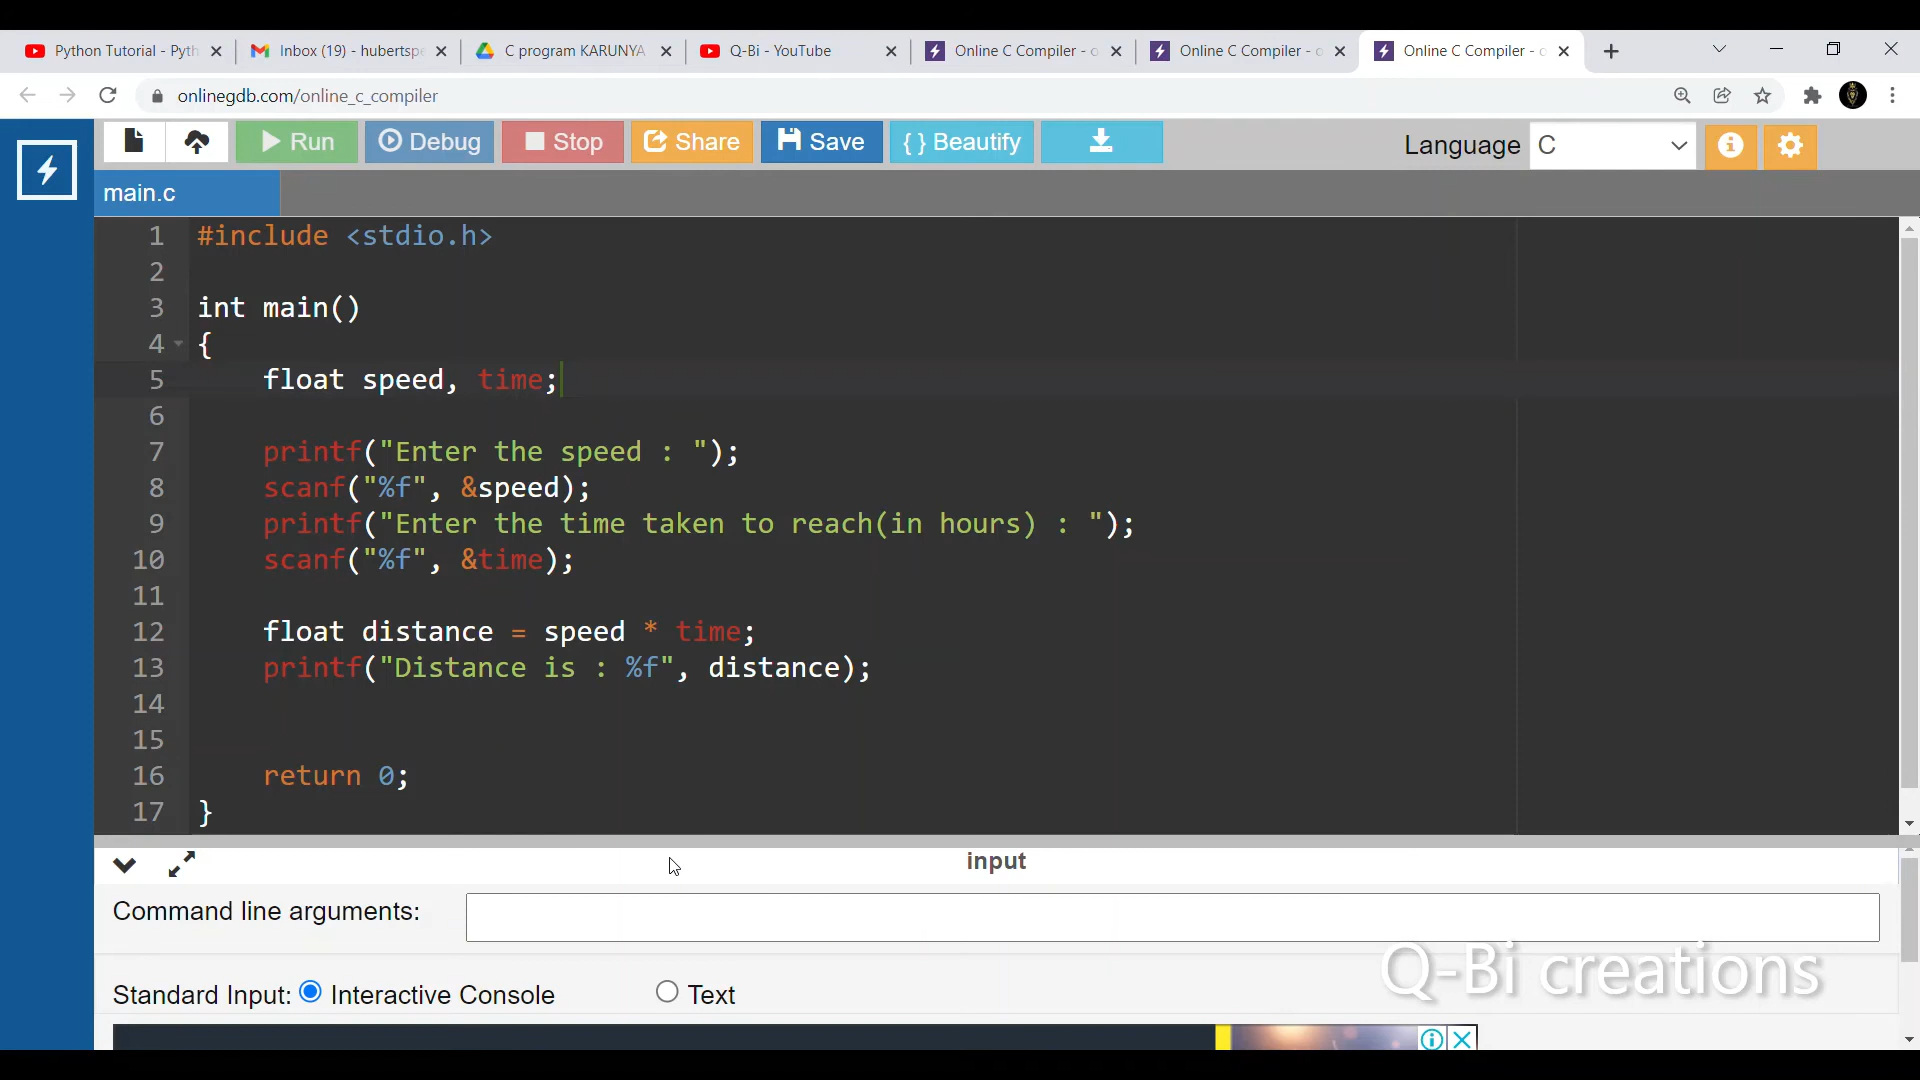 Python Tutorial - Pyth
Inbox (19) - hubertspe
C program KARUNYA
Q-Bi - YouTube
Online C Compiler - o
Online C Compiler - o
Online C Compiler - o
onlinegdb.com/online_c_compiler
Run
Debug
Stop
Share
Save
{ } Beautify
Language
C
main.c
1 #include <stdio.h>
2
3 int main()
4 {
5 float speed, time;
6
7 printf("Enter the speed : ");
8 scanf("%f", &speed);
9 printf("Enter the time taken to reach(in hours) : ");
10 scanf("%f", &time);
11
12 float distance = speed * time;
13 printf("Distance is : %f", distance);
14
15
16 return 0;
17 }
input
Command line arguments:
Q-Bi creations
Standard Input: Interactive Console Text